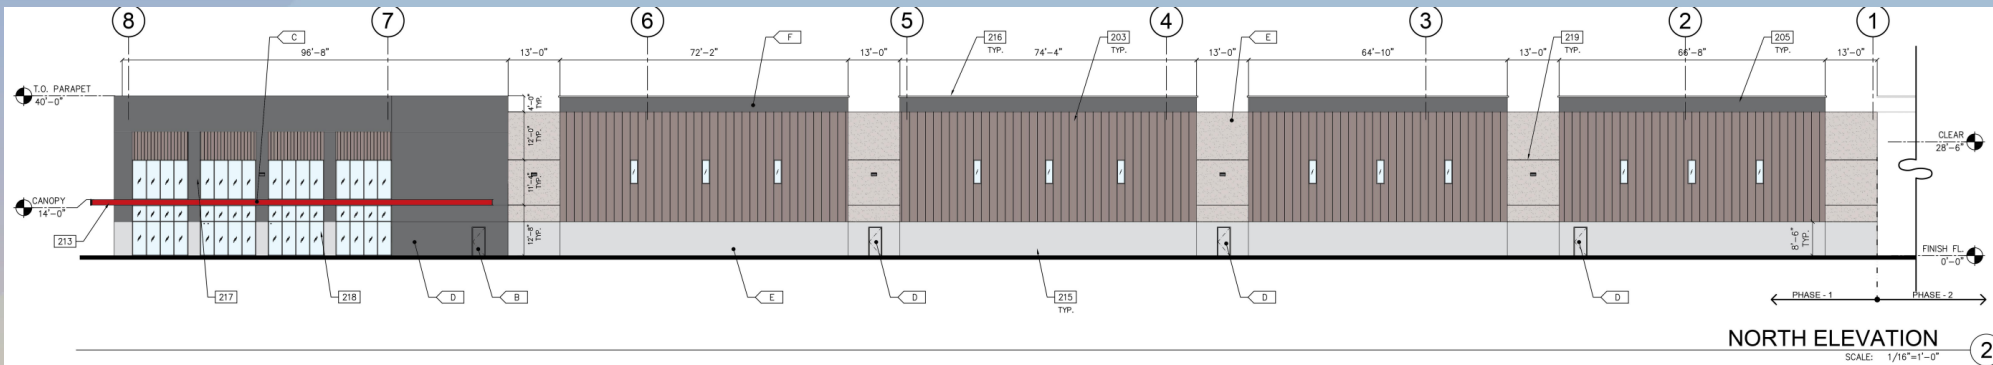 8 7 6 5 4 3 2 1
C F 216 TYP. 203 TYP. E 219 TYP. 205 TYP.
96'-8" 13'-0" 72'-2" 13'-0" 74'-4" 13'-0" 64'-10" 13'-0" 66'-8" 13'-0"
T.O. PARAPET
40'-0"
4'-0" TYP.
12'-0" TYP.
CLEAR
28'-6"
11'-4" TYP.
CANOPY
14'-0"
12'-8" TYP.
8'-6" TYP.
213
FINISH FL.
0'-0"
217 218 D B E D 215 TYP. D D
PHASE - 1 PHASE - 2
NORTH ELEVATION
SCALE: 1/16"=1'-0"
2